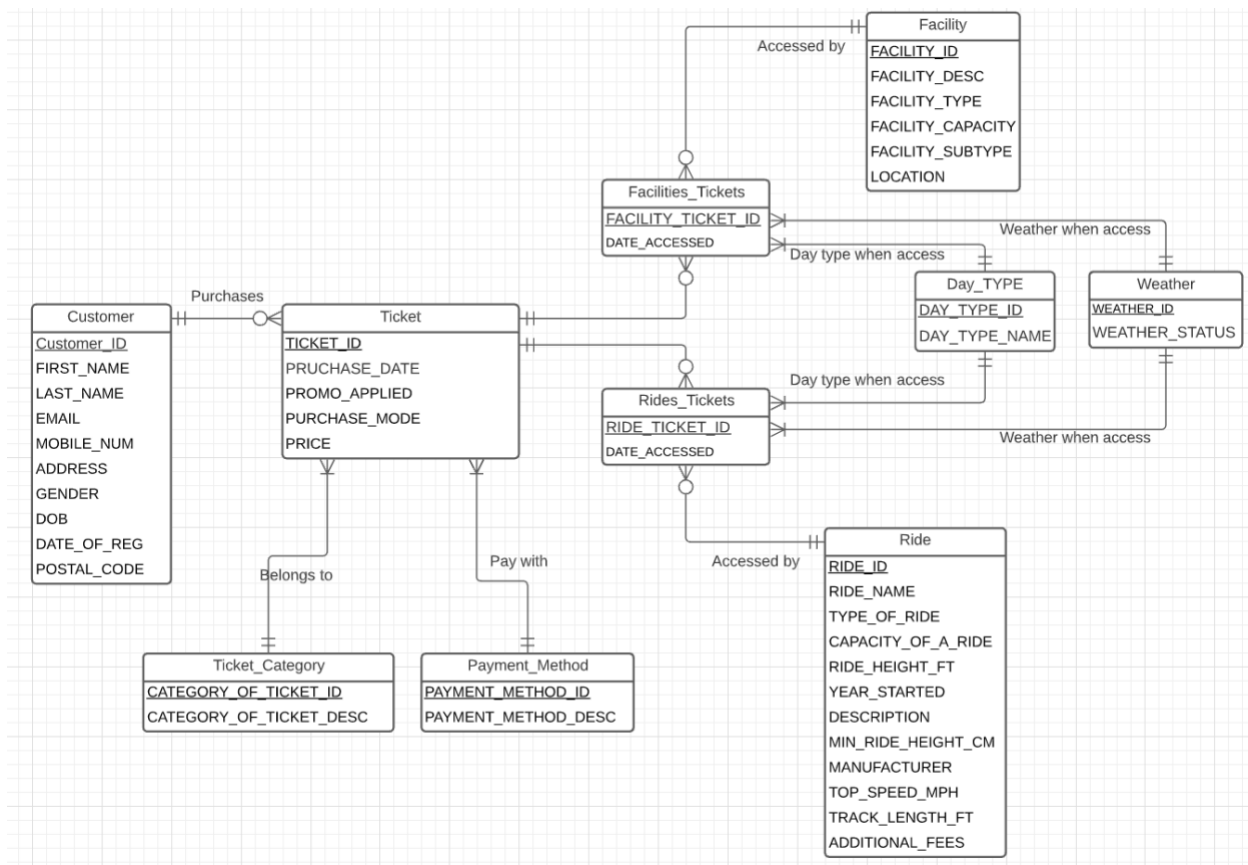 Facility
Accessed by
FACILITY_ID
FACILITY_DESC
FACILITY_TYPE
FACILITY_CAPACITY
FACILITY_SUBTYPE
LOCATION
Facilities_Tickets
FACILITY_TICKET_ID
DATE_ACCESSED
Weather when access
Day type when access
Day_TYPE
DAY_TYPE_ID
DAY_TYPE_NAME
Weather
WEATHER_ID
WEATHER_STATUS
Purchases
Customer
Customer_ID
FIRST_NAME
LAST_NAME
EMAIL
MOBILE_NUM
ADDRESS
GENDER
DOB
DATE_OF_REG
POSTAL_CODE
Ticket
TICKET_ID
PRUCHASE_DATE
PROMO_APPLIED
PURCHASE_MODE
PRICE
Day type when access
Rides_Tickets
RIDE_TICKET_ID
DATE_ACCESSED
Weather when access
Belongs to
Pay with
Accessed by
Ride
RIDE_ID
RIDE_NAME
TYPE_OF_RIDE
CAPACITY_OF_A_RIDE
RIDE_HEIGHT_FT
YEAR_STARTED
DESCRIPTION
MIN_RIDE_HEIGHT_CM
MANUFACTURER
TOP_SPEED_MPH
TRACK_LENGTH_FT
ADDITIONAL_FEES
Ticket_Category
CATEGORY_OF_TICKET_ID
CATEGORY_OF_TICKET_DESC
Payment_Method
PAYMENT_METHOD_ID
PAYMENT_METHOD_DESC